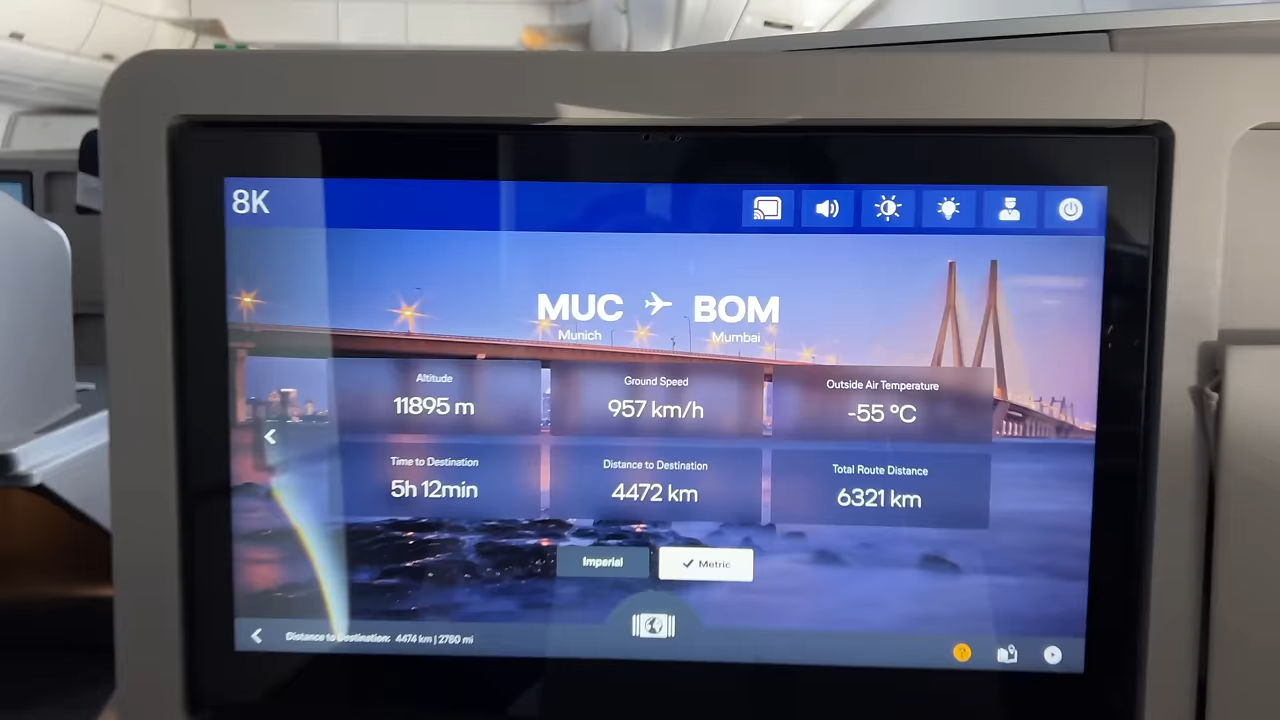 8K
MUC BOM
Munich Mumbai
Altitude
11895 m
Ground Speed
957 km/h
Outside Air Temperature
-55 °C
Time to Destination
5h 12min
Distance to Destination
4472 km
Total Route Distance
6321 km
Imperial
Metric
Distance to Destination: 4474 km | 2780 mi